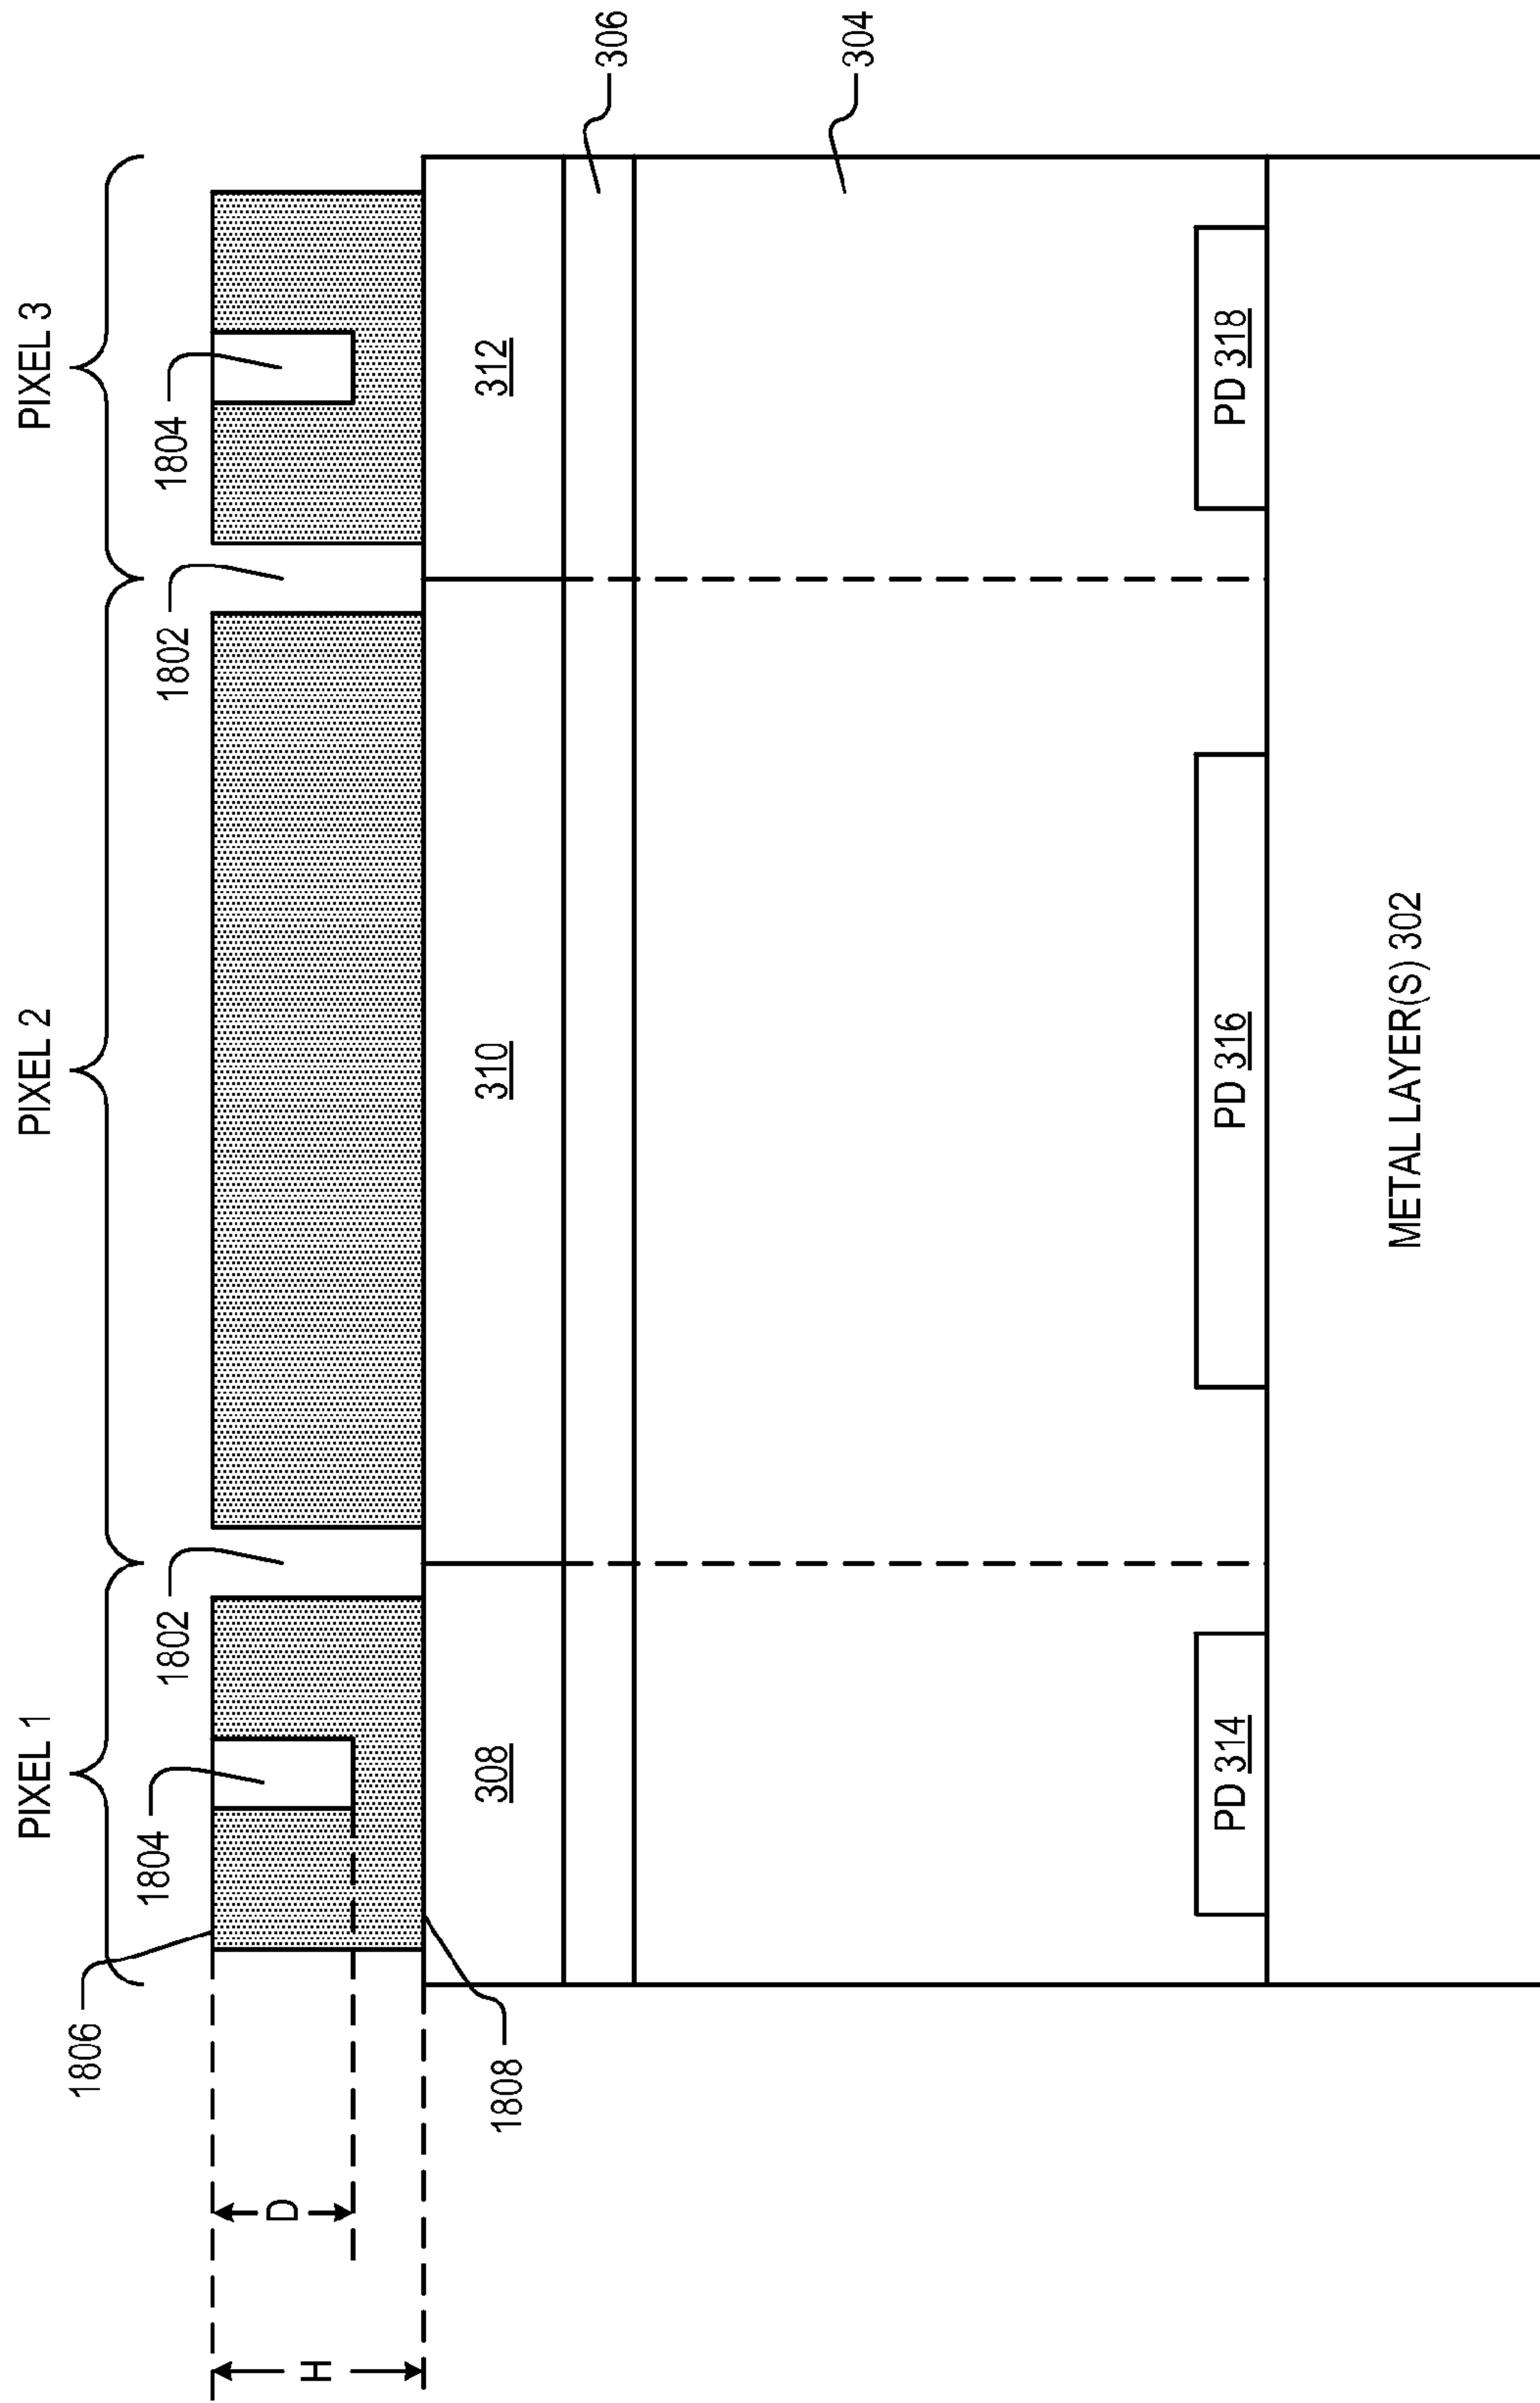 PIXEL 1
PIXEL 2
PIXEL 3
1806
1804
1802
1802
1804
H
D
1808
308
310
312
306
304
PD 314
PD 316
PD 318
METAL LAYER(S) 302